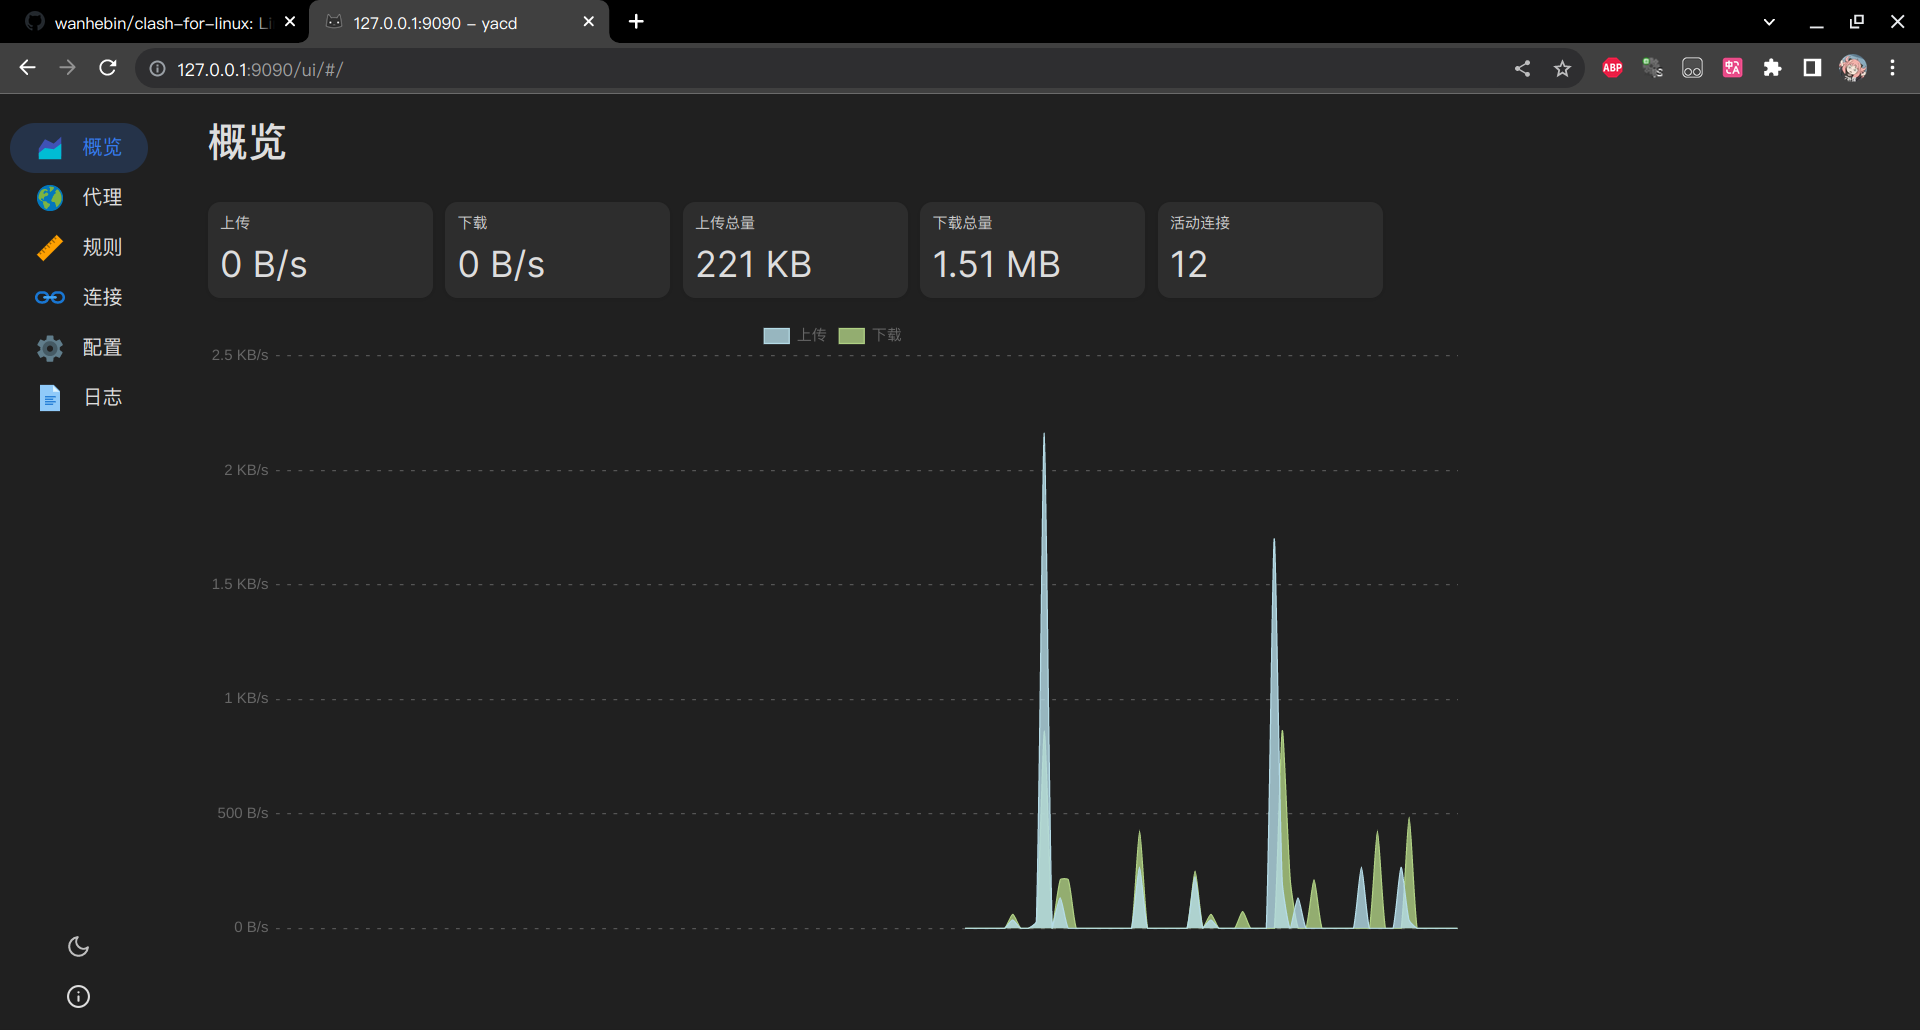 wanhebin/clash-for-linux: Li
127.0.0.1:9090 – yacd
127.0.0.1:9090/ui/#/
ABP
概览
代理
规则
连接
配置
日志
概览
上传
0 B/s
下载
0 B/s
上传总量
221 KB
下载总量
1.51 MB
活动连接
12
上传 下载
2.5 KB/s
2 KB/s
1.5 KB/s
1 KB/s
500 B/s
0 B/s